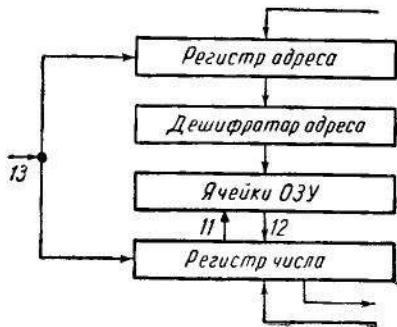 Регистр адреса
Дешифратор адреса
13
Ячейки ОЗУ
11 12
Регистр числа